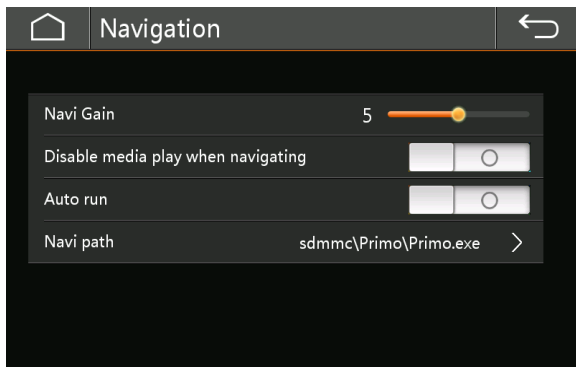 Navigation
Navi Gain 5
Disable media play when navigating
Auto run
Navi path sdmmc\Primo\Primo.exe